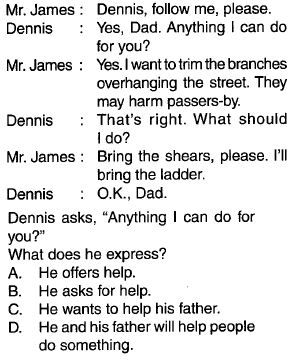 Mr. James : Dennis, follow me, please.
Dennis : Yes, Dad. Anything I can do
for you?
Mr. James : Yes. I want to trim the branches
overhanging the street. They
may harm passers-by.
Dennis : That's right. What should
I do?
Mr. James : Bring the shears, please. I'll
bring the ladder.
Dennis : O.K., Dad.
Dennis asks, “Anything I can do for
you?”
What does he express?
A. He offers help.
B. He asks for help.
C. He wants to help his father.
D. He and his father will help people
do something.